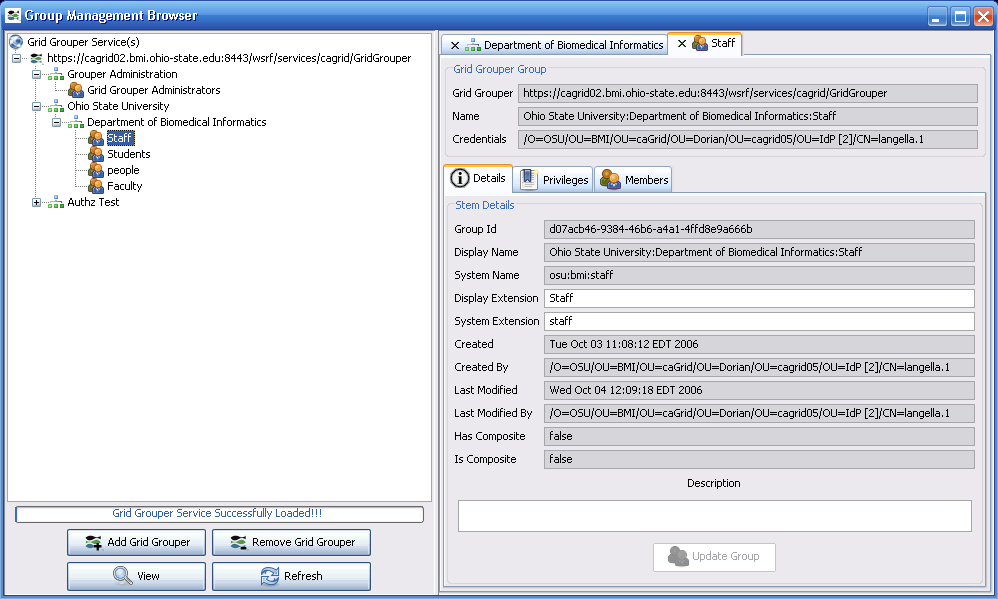 Group Management Browser
Grid Grouper Service(s)
https://cagrid02.bmi.ohio-state.edu:8443/wsrf/services/cagrid/GridGrouper
Grouper Administration
Grid Grouper Administrators
Ohio State University
Department of Biomedical Informatics
Staff
Students
people
Faculty
Authz Test
Grid Grouper Service Successfully Loaded!!!
Add Grid Grouper
Remove Grid Grouper
View
Refresh
Department of Biomedical Informatics
Staff
Grid Grouper Group
Grid Grouper https://cagrid02.bmi.ohio-state.edu:8443/wsrf/services/cagrid/GridGrouper
Name Ohio State University:Department of Biomedical Informatics:Staff
Credentials /O=OSU/OU=BMI/OU=caGrid/OU=Dorian/OU=cagrid05/OU=IdP [2]/CN=langella.1
Details
Privileges
Members
Stem Details
Group Id d07acb46-9384-46b6-a4a1-4ffd8e9a666b
Display Name Ohio State University:Department of Biomedical Informatics:Staff
System Name osu:bmi:staff
Display Extension Staff
System Extension staff
Created Tue Oct 03 11:08:12 EDT 2006
Created By /O=OSU/OU=BMI/OU=caGrid/OU=Dorian/OU=cagrid05/OU=IdP [2]/CN=langella.1
Last Modified Wed Oct 04 12:09:18 EDT 2006
Last Modified By /O=OSU/OU=BMI/OU=caGrid/OU=Dorian/OU=cagrid05/OU=IdP [2]/CN=langella.1
Has Composite false
Is Composite false
Description
Update Group